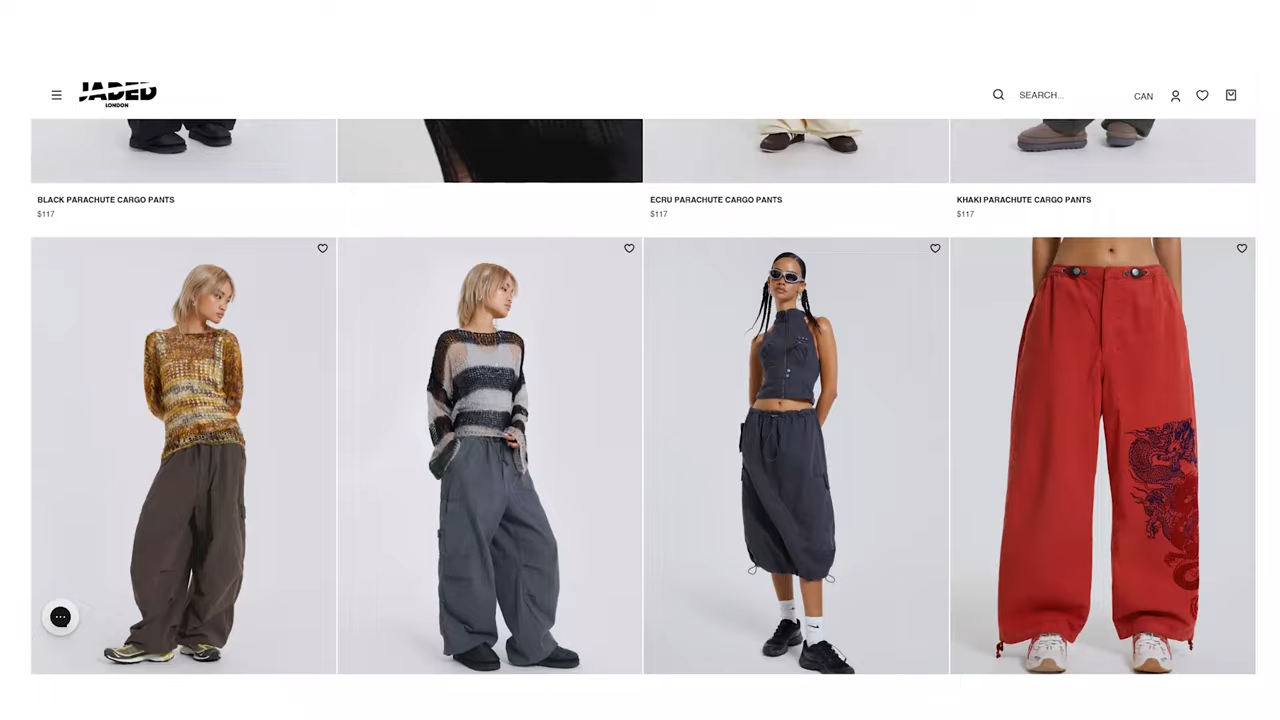 JADED
LONDON
SEARCH...
CAN
BLACK PARACHUTE CARGO PANTS
$117
ECRU PARACHUTE CARGO PANTS
$117
KHAKI PARACHUTE CARGO PANTS
$117